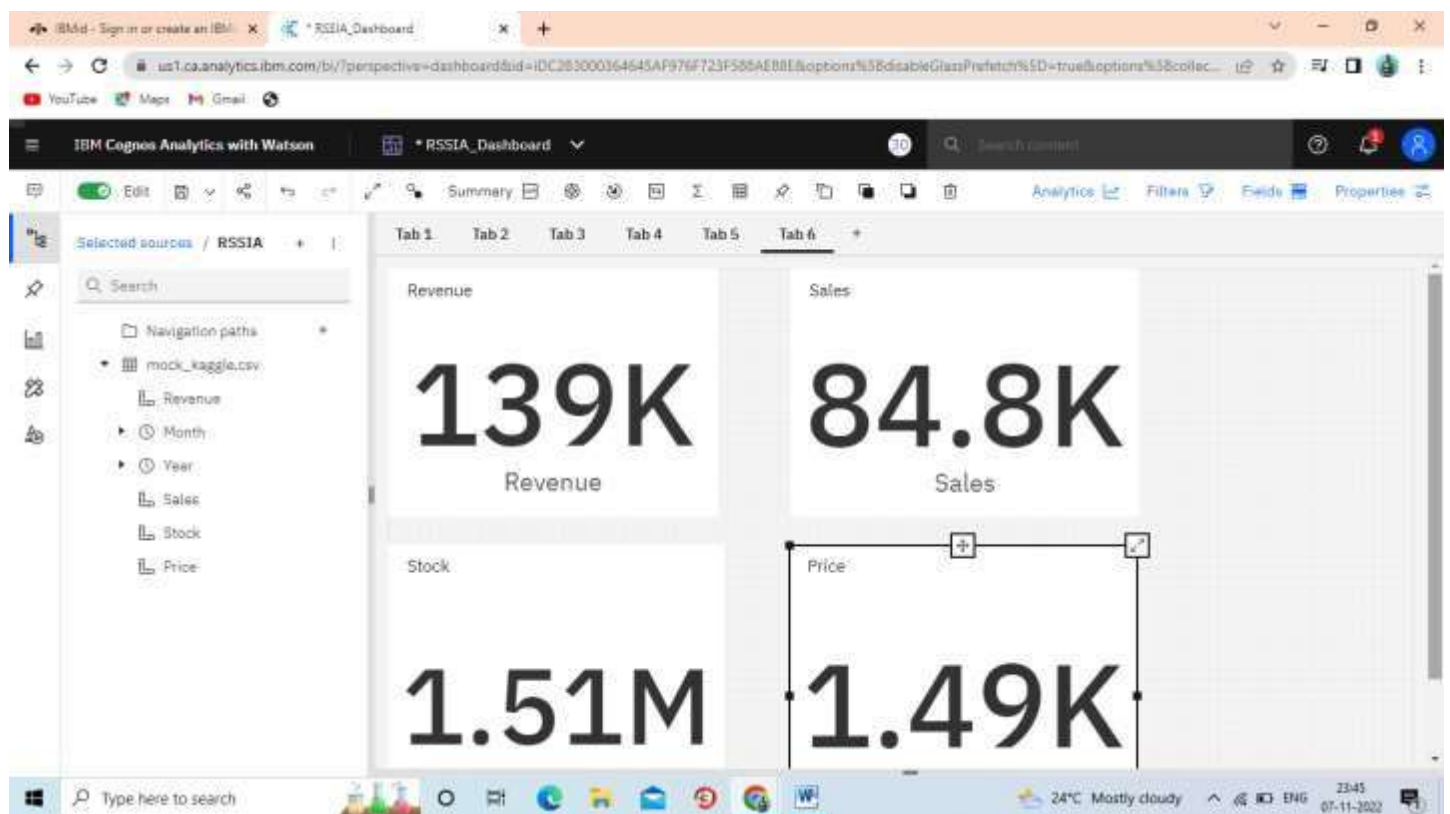 IBMid - Sign in or create an IBM
* RSSIA_Dashboard
YouTube Maps Gmail
IBM Cognos Analytics with Watson
* RSSIA_Dashboard
30
Search content
Edit
Summary
Analytics
Filters
Fields
Properties
Selected sources / RSSIA
Tab 1 Tab 2 Tab 3 Tab 4 Tab 5 Tab 6
Search
Navigation paths
mock_kaggle.csv
Revenue
Month
Year
Sales
Stock
Price
Revenue
139K
Revenue
Sales
84.8K
Sales
Stock
1.51M
Price
1.49K
Type here to search
24°C Mostly cloudy
ENG
23:45
07-11-2022